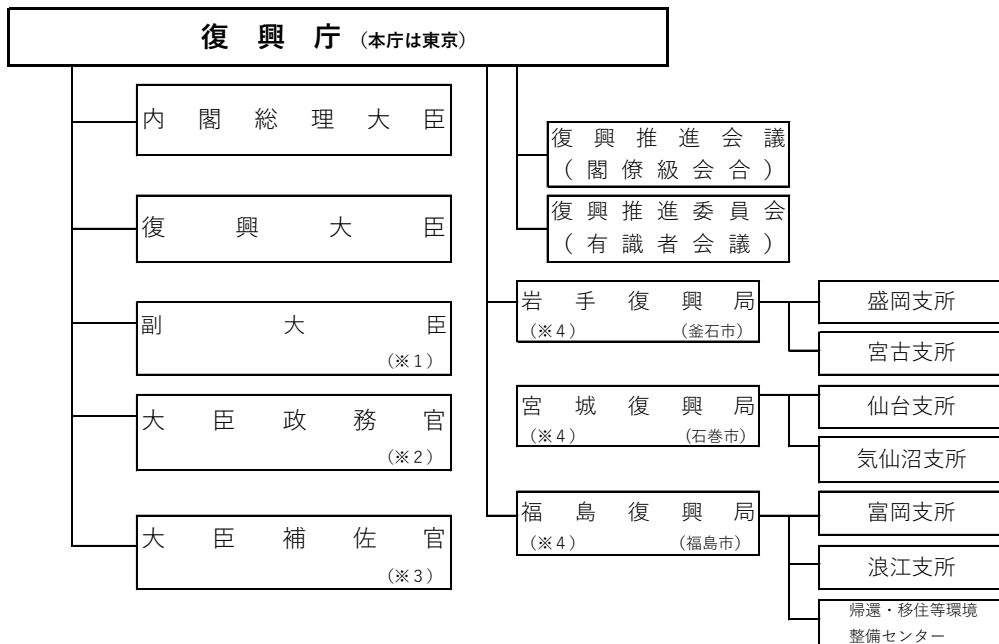 復興庁 (本庁は東京)
内閣総理大臣
復興大臣
副大臣
(※1)
大臣政務官
(※2)
大臣補佐官
(※3)
復興推進会議
(閣僚級会合)
復興推進委員会
(有識者会議)
岩手復興局
(※4) (釜石市)
盛岡支所
宮古支所
宮城復興局
(※4) (石巻市)
仙台支所
気仙沼支所
福島復興局
(※4) (福島市)
富岡支所
浪江支所
帰還・移住等環境
整備センター